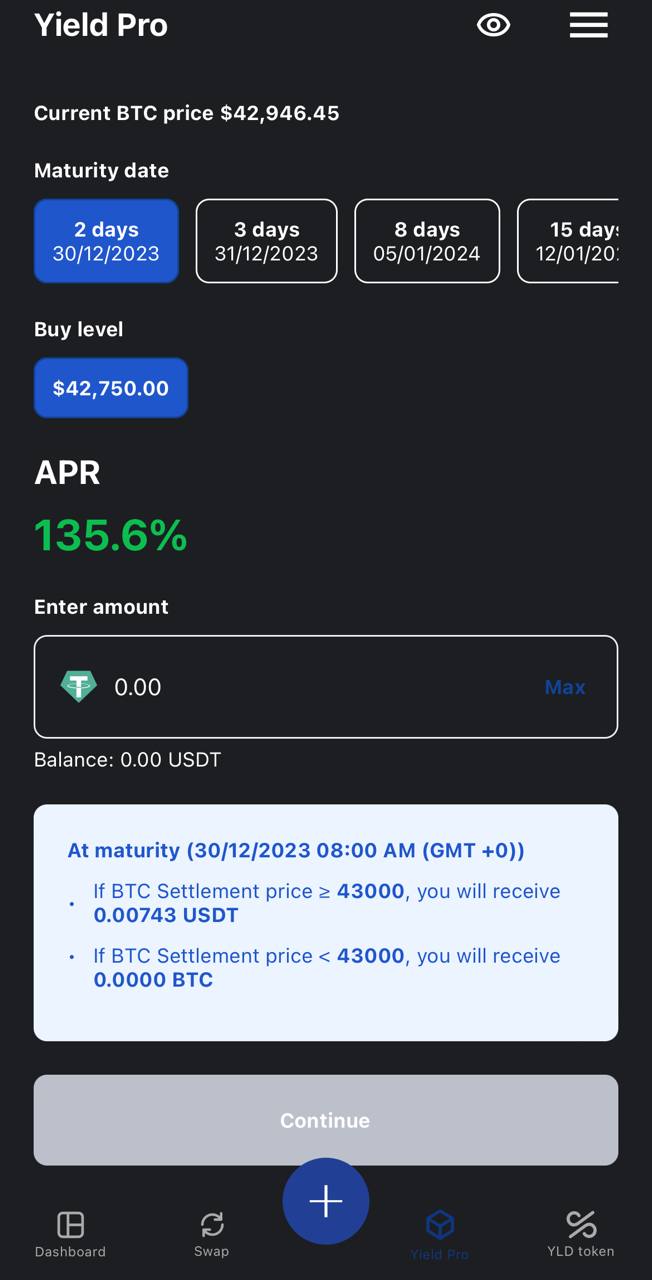 Yield Pro
Current BTC price $42,946.45
Maturity date
2 days
30/12/2023
3 days
31/12/2023
8 days
05/01/2024
15 days
12/01/202
Buy level
$42,750.00
APR
135.6%
Enter amount
0.00
Max
Balance: 0.00 USDT
At maturity (30/12/2023 08:00 AM (GMT +0))
• If BTC Settlement price ≥ 43000, you will receive
0.00743 USDT
• If BTC Settlement price < 43000, you will receive
0.0000 BTC
Continue
Dashboard
Swap
Yield Pro
YLD token